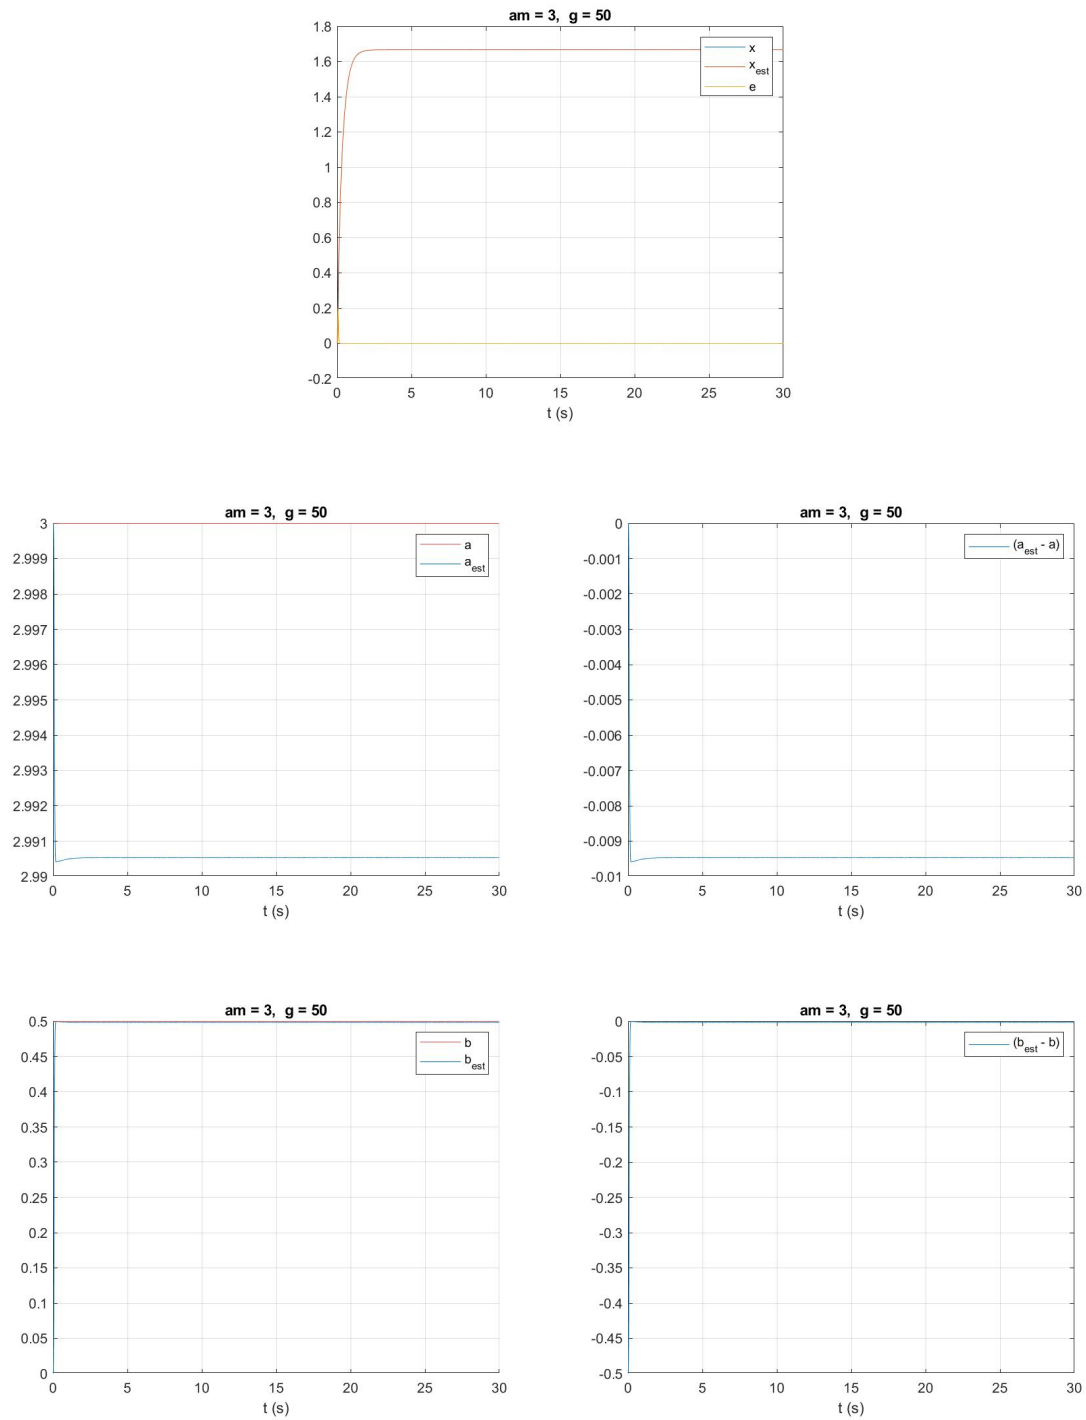 am = 3,  g = 50
1.8
1.6
1.4
1.2
1
0.8
0.6
0.4
0.2
0
-0.2
x
x_est
e
0 5 10 15 20 25 30
t (s)
am = 3,  g = 50
3
2.999
2.998
2.997
2.996
2.995
2.994
2.993
2.992
2.991
2.99
a
a_est
0 5 10 15 20 25 30
t (s)
am = 3,  g = 50
0
-0.001
-0.002
-0.003
-0.004
-0.005
-0.006
-0.007
-0.008
-0.009
-0.01
(a_est - a)
0 5 10 15 20 25 30
t (s)
am = 3,  g = 50
0.5
0.45
0.4
0.35
0.3
0.25
0.2
0.15
0.1
0.05
0
b
b_est
0 5 10 15 20 25 30
t (s)
am = 3,  g = 50
0
-0.05
-0.1
-0.15
-0.2
-0.25
-0.3
-0.35
-0.4
-0.45
-0.5
(b_est - b)
0 5 10 15 20 25 30
t (s)